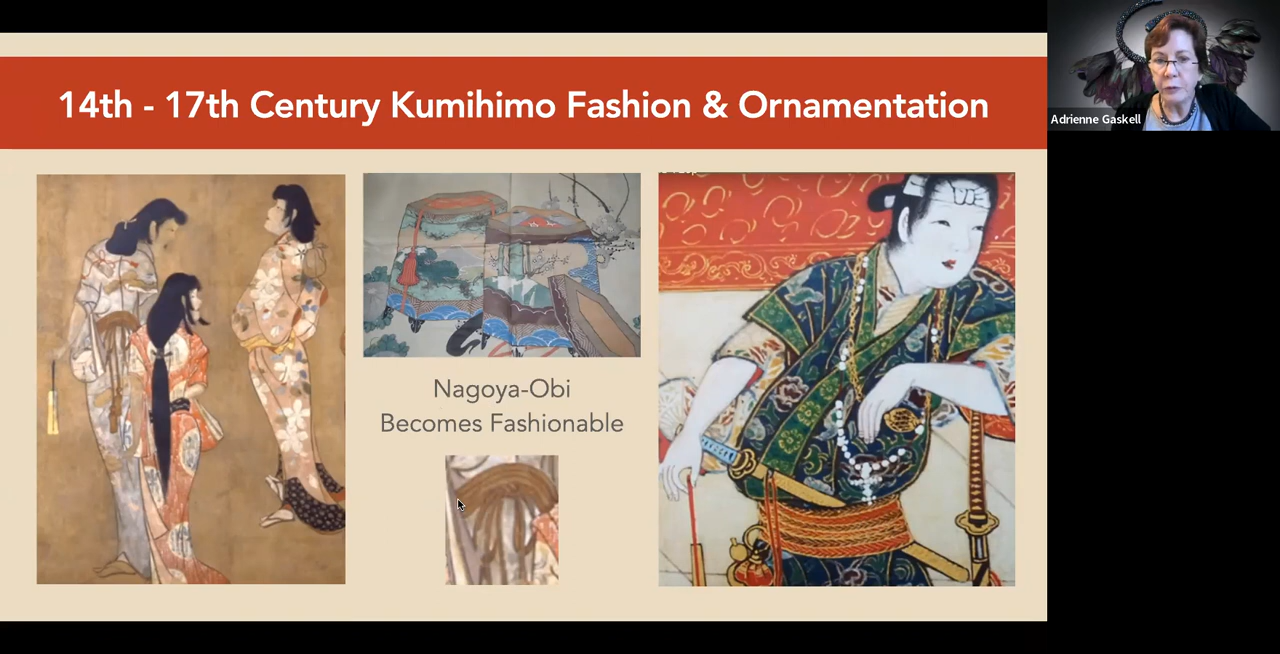 14th - 17th Century Kumihimo Fashion & Ornamentation
Adrienne Gaskell
Nagoya-Obi
Becomes Fashionable